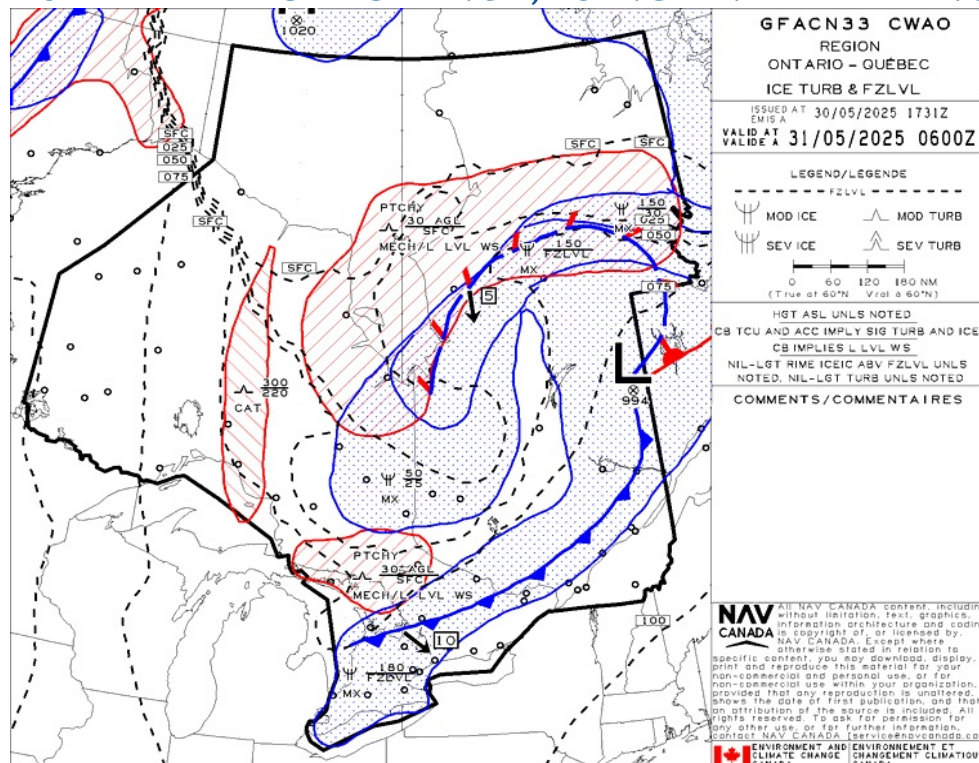 1020
SFC
025
050
075
SFC
SFC
SFC
SFC
PTCHY
30 AGL
SFC
MECH/L LVL WS
150
30
025
MX
050
150
FZLVL
MX
075
5
300
220
CAT
L
994
50
25
MX
PTCHY
30 AGL
SFC
MECH/L LVL WS
10
180
FZLVL
MX
100
GFACN33 CWAO
REGION
ONTARIO - QUÉBEC
ICE TURB & FZLVL
ISSUED AT
EMIS A 30/05/2025 1731Z
VALID AT
VALIDE A 31/05/2025 0600Z
LEGEND/LÉGENDE
FZLVL
MOD ICE MOD TURB
SEV ICE SEV TURB
0 60 120 180 NM
(True at 60°N Vrai à 60°N)
HGT ASL UNLS NOTED
CB TCU AND ACC IMPLY SIG TURB AND ICE
CB IMPLIES L LVL WS
NIL-LGT RIME ICEIC ABV FZLVL UNLS
NOTED. NIL-LGT TURB UNLS NOTED
COMMENTS/COMMENTAIRES
NAV
CANADA
All NAV CANADA content, includin
without limitation, text, graphics,
information architecture and codin
is copyright of, or licensed by,
NAV CANADA. Except where
otherwise stated in relation to
specific content, you may download, display,
print and reproduce this material for your
non-commercial and personal use, or for
non-commercial use within your organization,
provided that any reproduction is unaltered,
shows the date of first publication, and that
an attribution of the source is included. All
rights reserved. To ask for permission for
any other use, or for further information,
contact NAV CANADA [service@navcanada.ca
ENVIRONMENT AND ENVIRONNEMENT ET
CLIMATE CHANGE CHANGEMENT CLIMATIQU